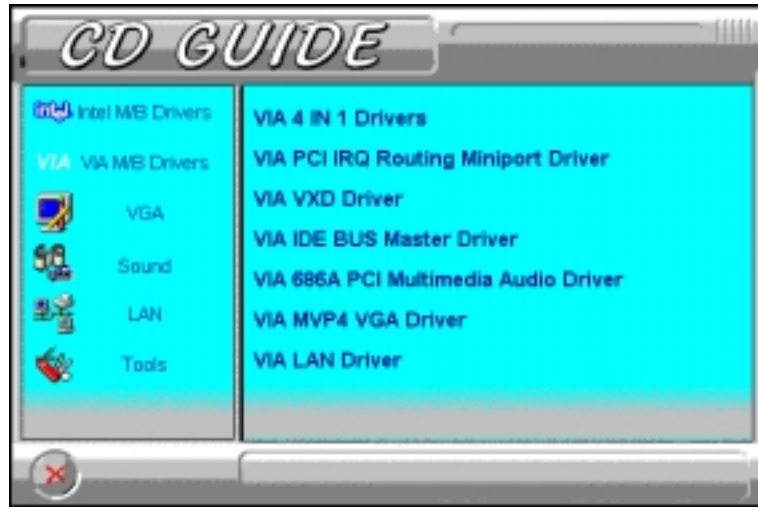 CD GUIDE
intel Intel M/B Drivers
VIA VIA M/B Drivers
VGA
Sound
LAN
Tools
VIA 4 IN 1 Drivers
VIA PCI IRQ Routing Miniport Driver
VIA VXD Driver
VIA IDE BUS Master Driver
VIA 686A PCI Multimedia Audio Driver
VIA MVP4 VGA Driver
VIA LAN Driver